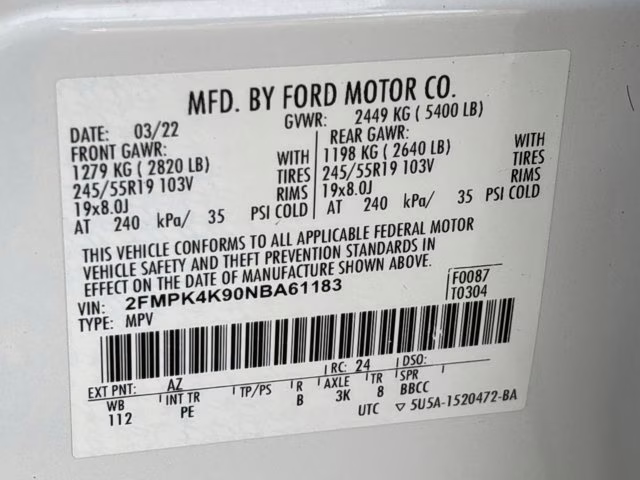 MFD. BY FORD MOTOR CO.
DATE: 03/22 GVWR: 2449 KG ( 5400 LB)
FRONT GAWR: REAR GAWR:
1279 KG ( 2820 LB) WITH 1198 KG ( 2640 LB) WITH
245/55R19 103V TIRES 245/55R19 103V TIRES
19x8.0J RIMS 19x8.0J RIMS
AT 240 kPa/ 35 PSI COLD AT 240 kPa/ 35 PSI COLD
THIS VEHICLE CONFORMS TO ALL APPLICABLE FEDERAL MOTOR
VEHICLE SAFETY AND THEFT PREVENTION STANDARDS IN
EFFECT ON THE DATE OF MANUFACTURE SHOWN ABOVE.
VIN: 2FMPK4K90NBA61183 F0087
TYPE: MPV T0304
EXT PNT: AZ RC: 24 DSO:
WB INT TR TP/PS R AXLE TR SPR
112 PE B 3K 8 BBCC
UTC ▽ 5U5A-1520472-BA